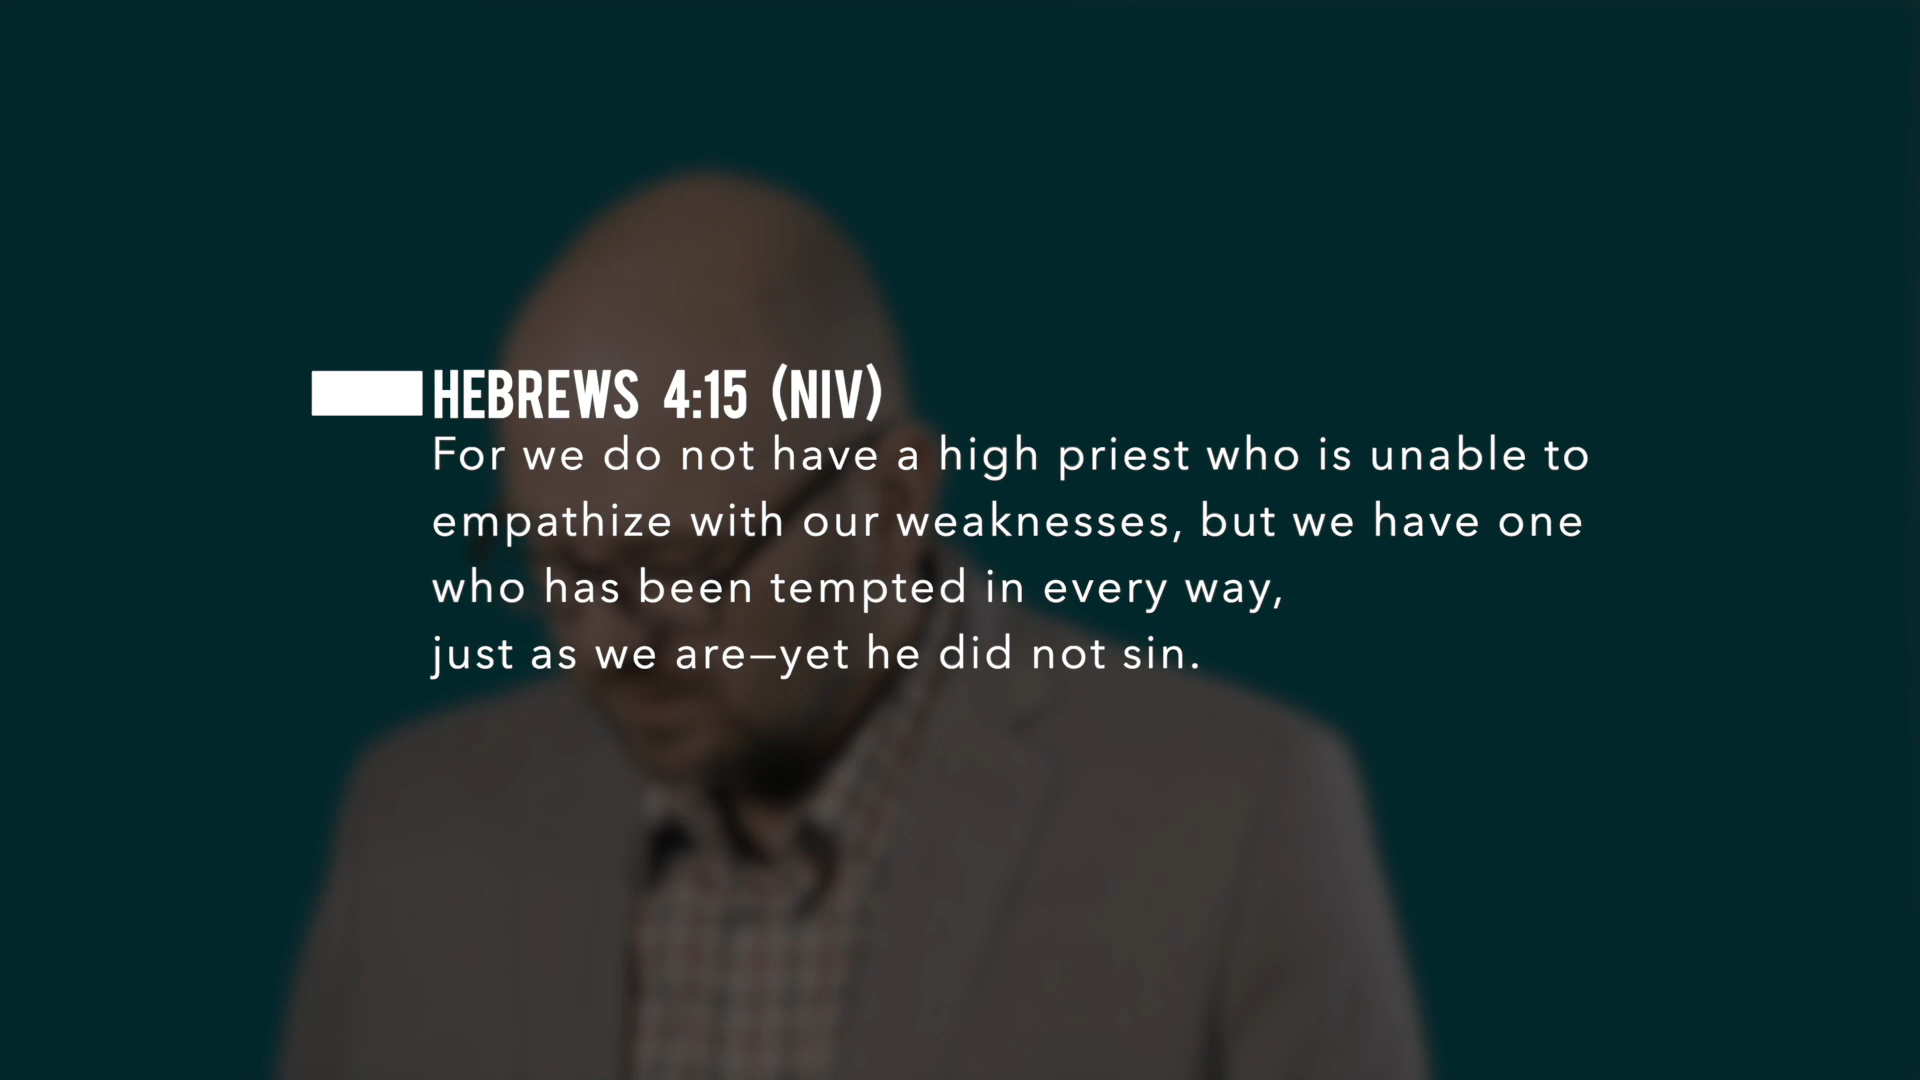 HEBREWS 4:15 (NIV)
For we do not have a high priest who is unable to
empathize with our weaknesses, but we have one
who has been tempted in every way,
just as we are—yet he did not sin.